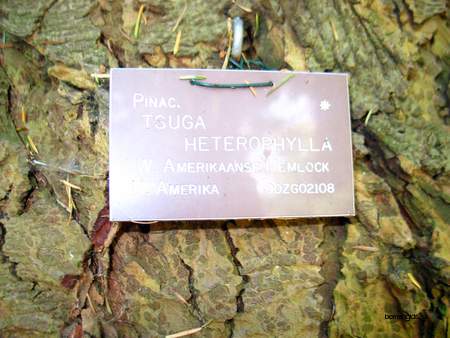 PINAC. *
TSUGA
HETEROPHYLLA
W. AMERIKAANSE HEMLOCK
AMERIKA